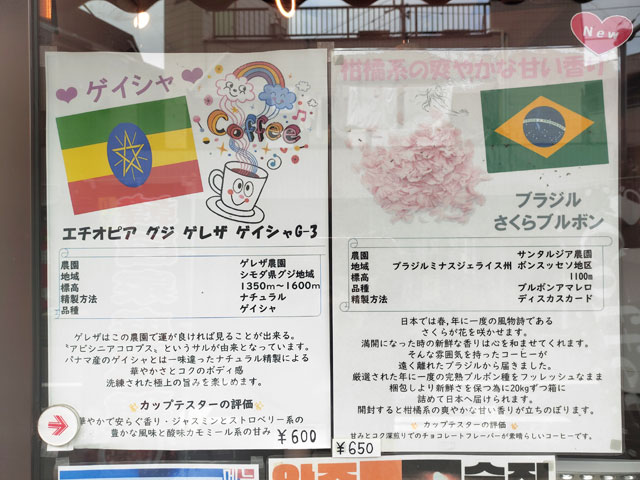 ゲイシャ
Coffee
エチオピア グジ ゲレザ ゲイシャG-3
農園 ゲレザ農園
地域 シモダ県グジ地域
標高 1350m〜1600m
精製方法 ナチュラル
品種 ゲイシャ
ゲレザはこの農園で運が良ければ見ることが出来る。
"アビシニアコロブス"というサルが由来となっています。
パナマ産のゲイシャとは一味違ったナチュラル精製による
華やかさとコクのボディ感
洗練された極上の旨みを楽しめます。
カップテスターの評価
華やかで安らぐ香り・ジャスミンとストロベリー系の
豊かな風味と酸味カモミール系の甘み
¥600
New
柑橘系の爽やかな甘い香り
ブラジル
さくらブルボン
農園 サンタルジア農園
地域 ブラジルミナスジェライス州 ボンスッセソ地区
標高 1100m
品種 ブルボンアマレロ
精製方法 ディスカスカード
日本では春,年に一度の風物詩である
さくらが花を咲かせます。
満開になった時の新鮮な香りは心を和ませてくれます。
そんな雰囲気を持ったコーヒーが
遠く離れたブラジルから届きました。
厳選された年に一度の完熟ブルボン種をフッレッシュなまま
梱包しより新鮮さを保つ為に20kgずつ箱に
詰めて日本へ届けられます。
開封すると柑橘系の爽やかな甘い香りが立ちのぼります。
カップテスターの評価
甘みとコク深煎りでのチョコレートフレーバーが素晴らしいコーヒーです。
¥650